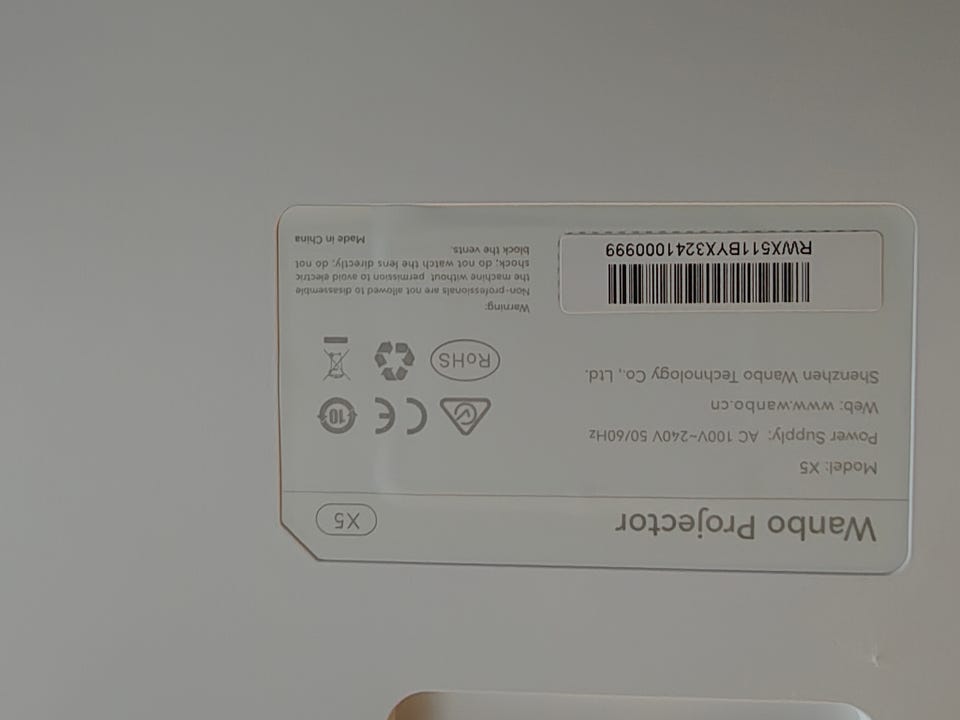 Wanbo Projector
X5
Model: X5
Power Supply: AC 100V~240V 50/60Hz
Web: www.wanbo.cn
Shenzhen Wanbo Technology Co., Ltd.
10
CE
RoHS
RWX511BYX3241000999
Warning:
Non-professionals are not allowed to disassemble
the machine without permission to avoid electric
shock; do not watch the lens directly; do not
block the vents.
Made in China